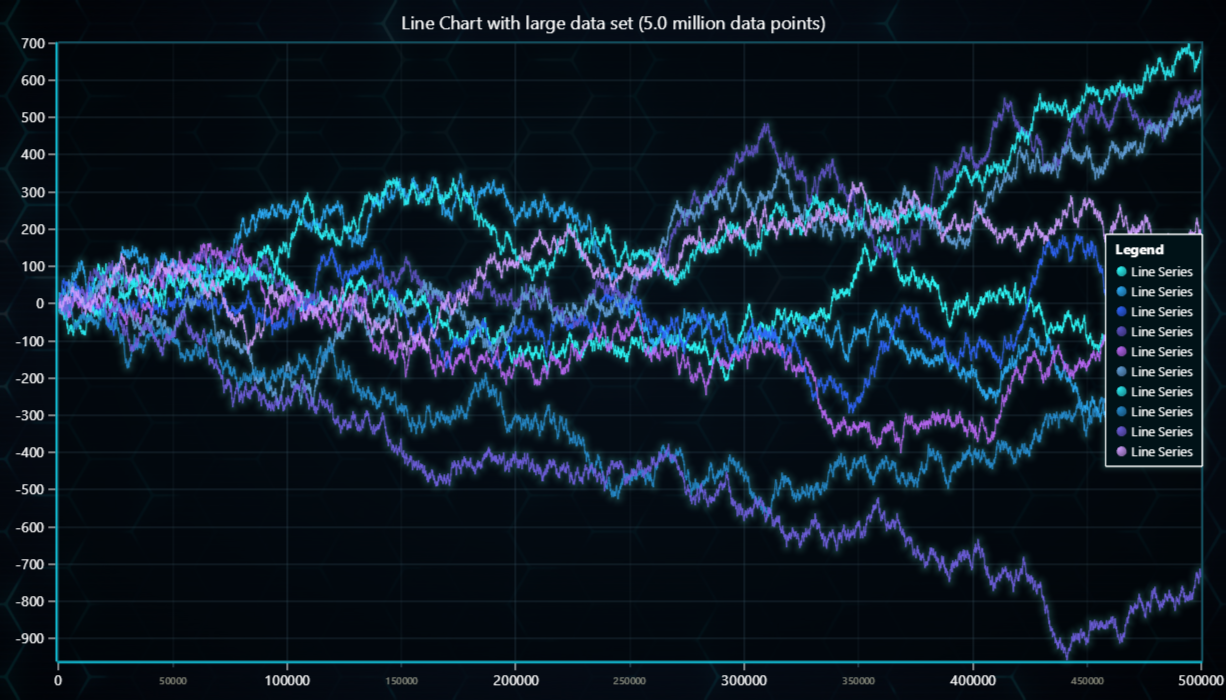 Line Chart with large data set (5.0 million data points)
700
600
500
400
300
200
100
0
-100
-200
-300
-400
-500
-600
-700
-800
-900
Legend
Line Series
Line Series
Line Series
Line Series
Line Series
Line Series
Line Series
Line Series
Line Series
Line Series
0 50000 100000 150000 200000 250000 300000 350000 400000 450000 500000